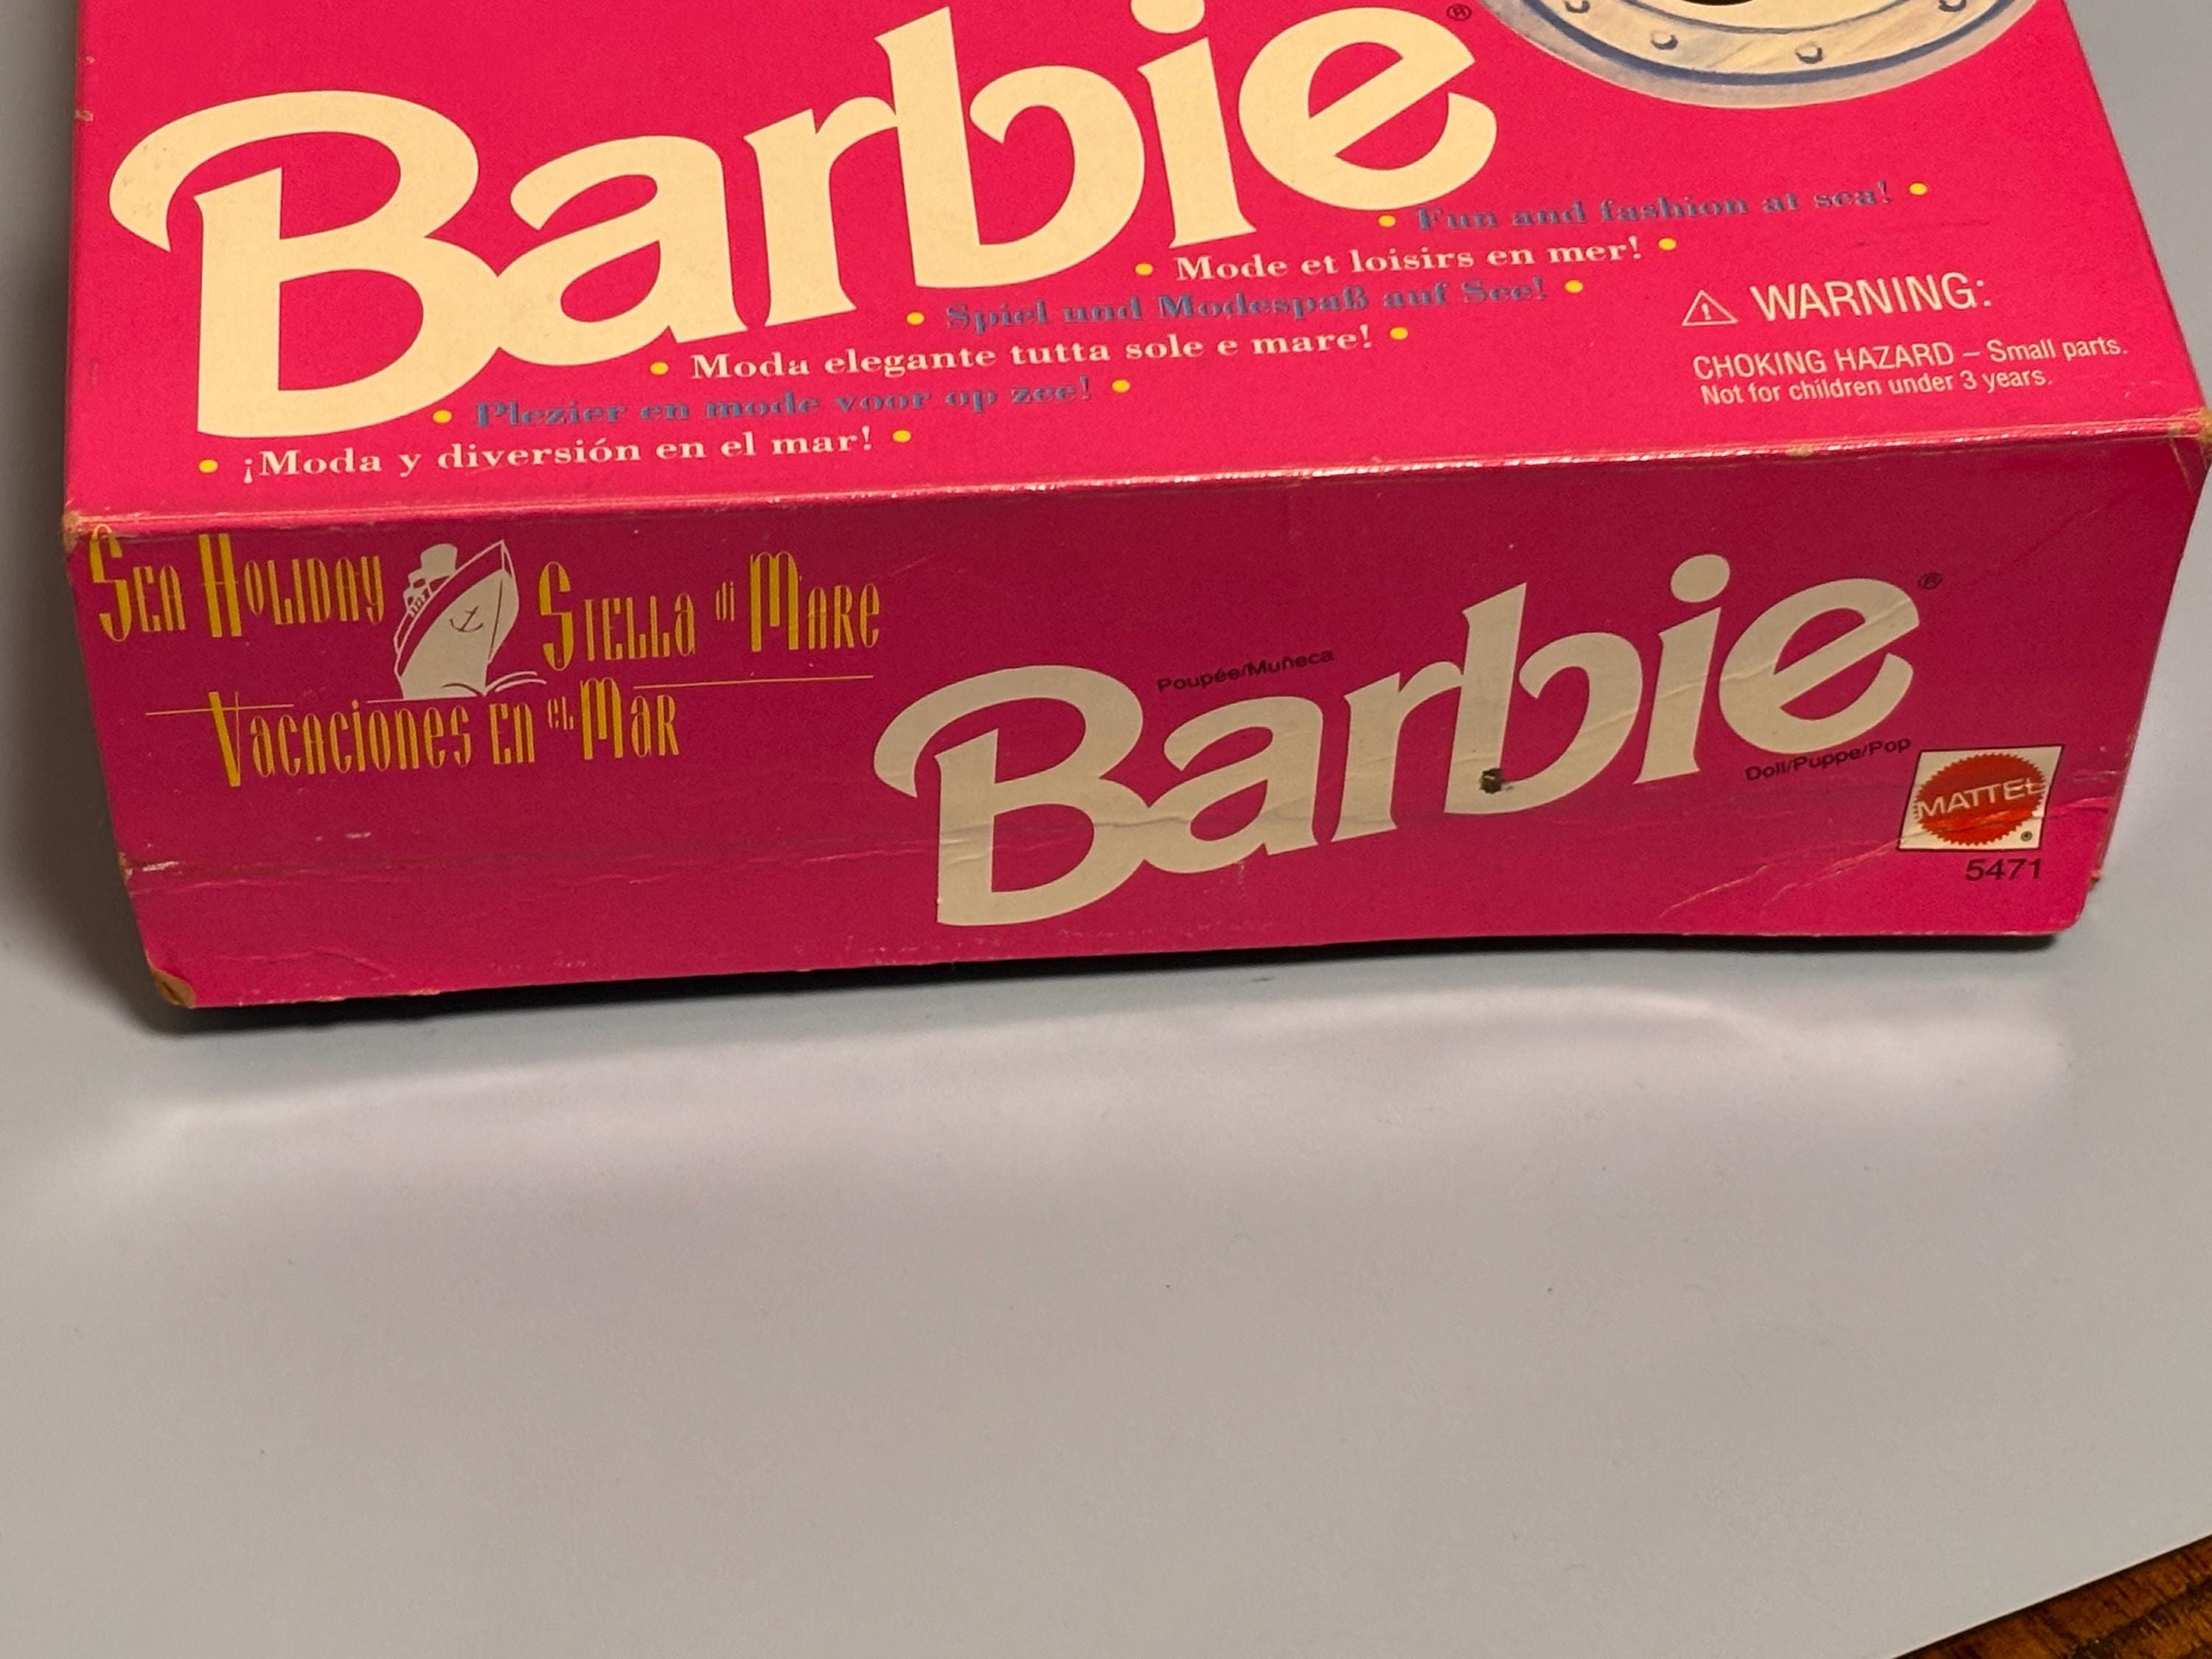 Barbie®
• Fun and fashion at sea! •
• Mode et loisirs en mer! •
• Spiel und Modespaß auf See! •
• Moda elegante tutta sole e mare! •
• Plezier en mode voor op zee! •
• ¡Moda y diversión en el mar! •
⚠ WARNING:
CHOKING HAZARD – Small parts.
Not for children under 3 years.
Sea Holiday
Stella di Mare
Vacaciones En el Mar
Poupée/Muñeca
Barbie®
Doll/Puppe/Pop
MATTEL®
5471